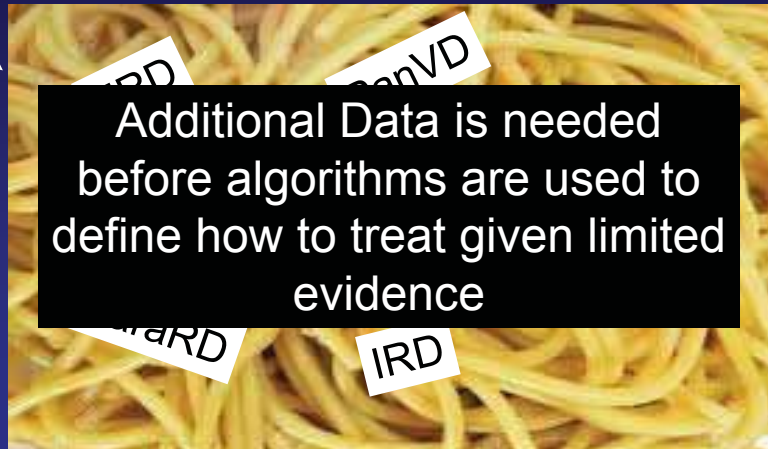 Additional Data is needed
before algorithms are used to
define how to treat given limited
evidence
IRD